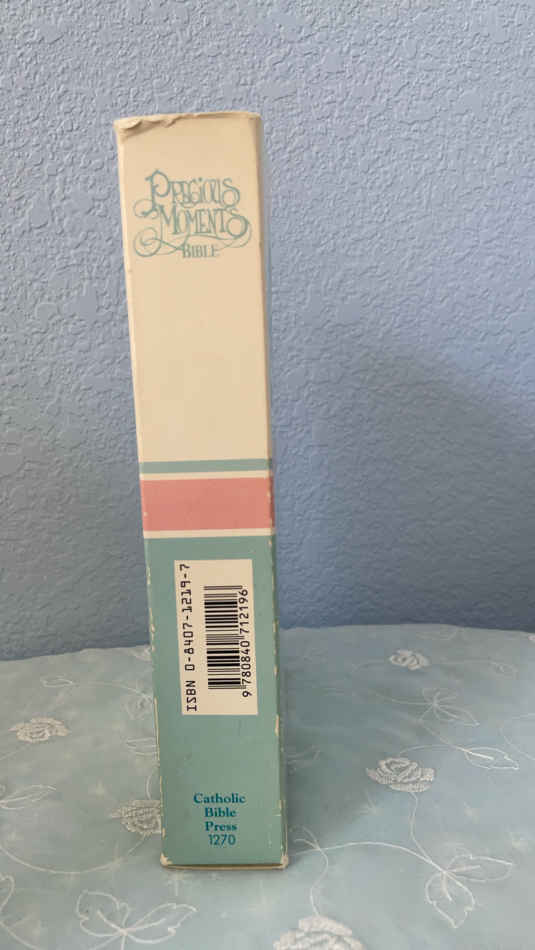 PRECIOUS
MOMENTS
BIBLE
ISBN 0-8407-1219-7
9 780840 712196
Catholic
Bible
Press
1270